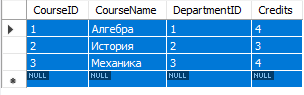 CourseID CourseName DepartmentID Credits
1 Алгебра 1 4
2 История 2 3
3 Механика 3 4
NULL NULL NULL NULL